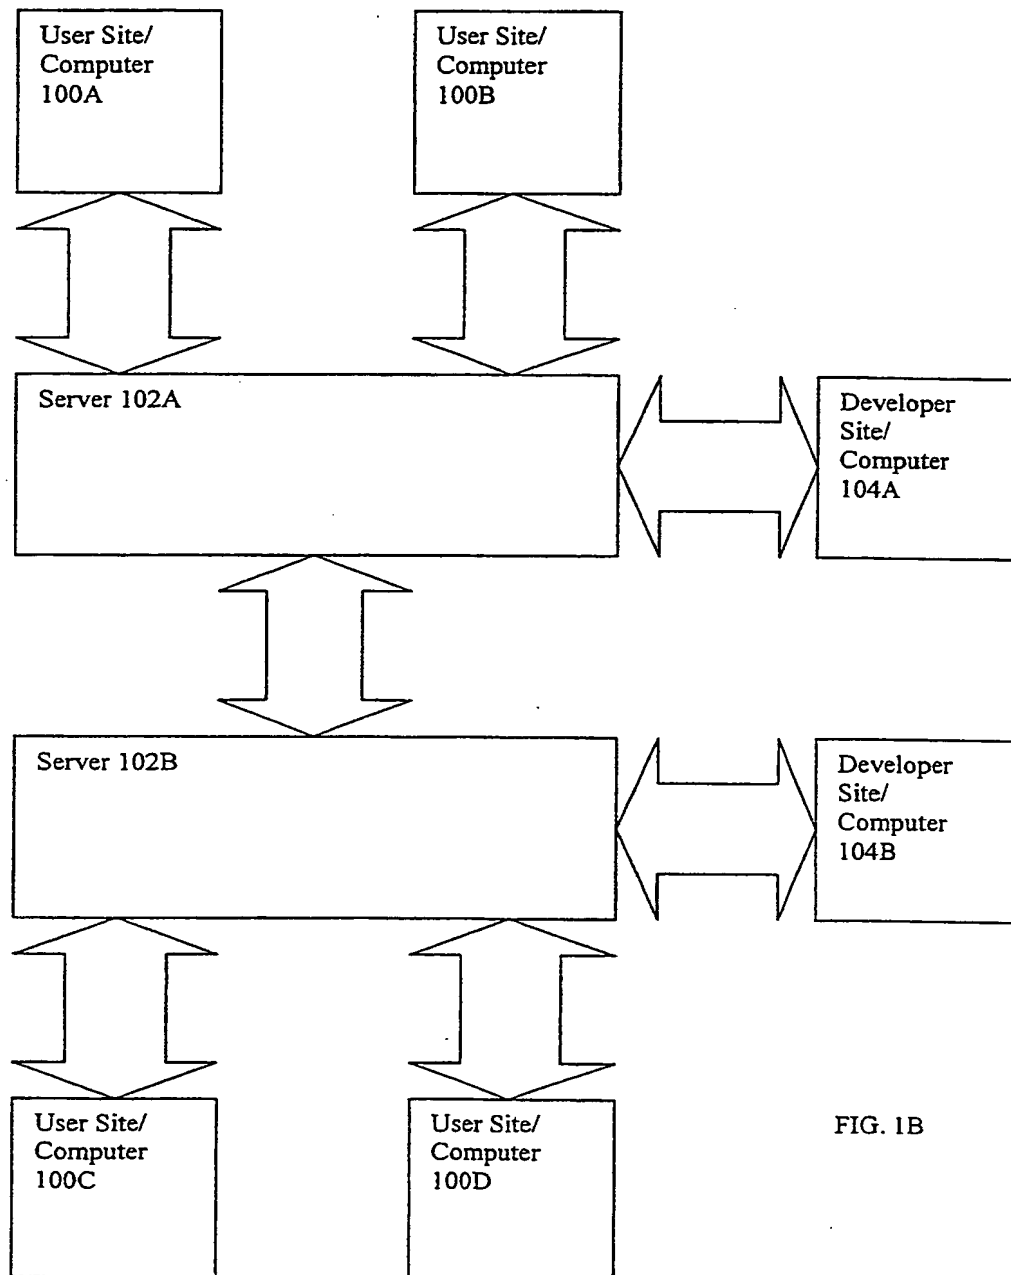 User Site/
Computer
100A
User Site/
Computer
100B
Server 102A
Developer
Site/
Computer
104A
Server 102B
Developer
Site/
Computer
104B
User Site/
Computer
100C
User Site/
Computer
100D
FIG. 1B